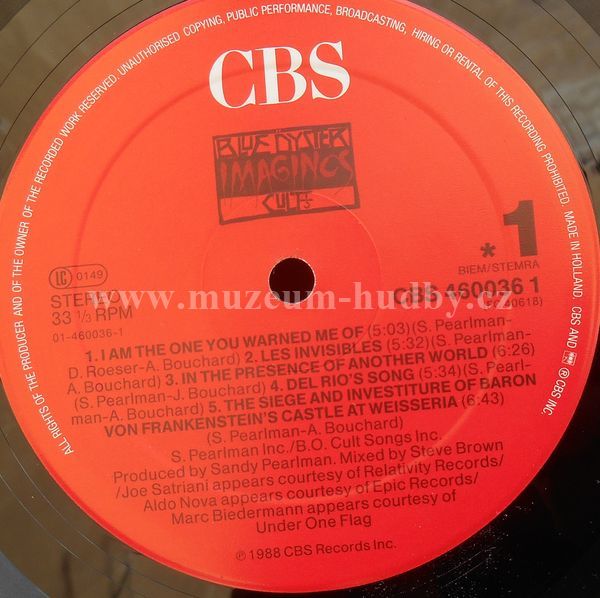 ALL RIGHTS OF THE PRODUCER AND OF THE OWNER OF THE RECORDED WORK RESERVED. UNAUTHORISED COPYING, PUBLIC PERFORMANCE, BROADCASTING, HIRING OR RENTAL OF THIS RECORDING PROHIBITED. MADE IN HOLLAND. CBS AND ARE ® CBS INC.
CBS
BLUE ÖYSTER
IMAGINOS
CULT
* 1
BIEM/STEMRA
LC 0149
STEREO
33 1/3 RPM
01-460036-1
CBS 460036 1
www.muzeum-hudby.cz
1. I AM THE ONE YOU WARNED ME OF (5:03) (S. Pearlman-
D. Roeser-A. Bouchard) 2. LES INVISIBLES (5:32) (S. Pearlman-
A. Bouchard) 3. IN THE PRESENCE OF ANOTHER WORLD (6:26)
(S. Pearlman-J. Bouchard) 4. DEL RIO'S SONG (5:34) (S. Pearl-
man-A. Bouchard) 5. THE SIEGE AND INVESTITURE OF BARON
VON FRANKENSTEIN'S CASTLE AT WEISSERIA (6:43)
(S. Pearlman-A. Bouchard)
S. Pearlman Inc./B.O. Cult Songs Inc.
Produced by Sandy Pearlman. Mixed by Steve Brown
/Joe Satriani appears courtesy of Relativity Records/
Aldo Nova appears courtesy of Epic Records/
Marc Biedermann appears courtesy of
Under One Flag
℗ 1988 CBS Records Inc.